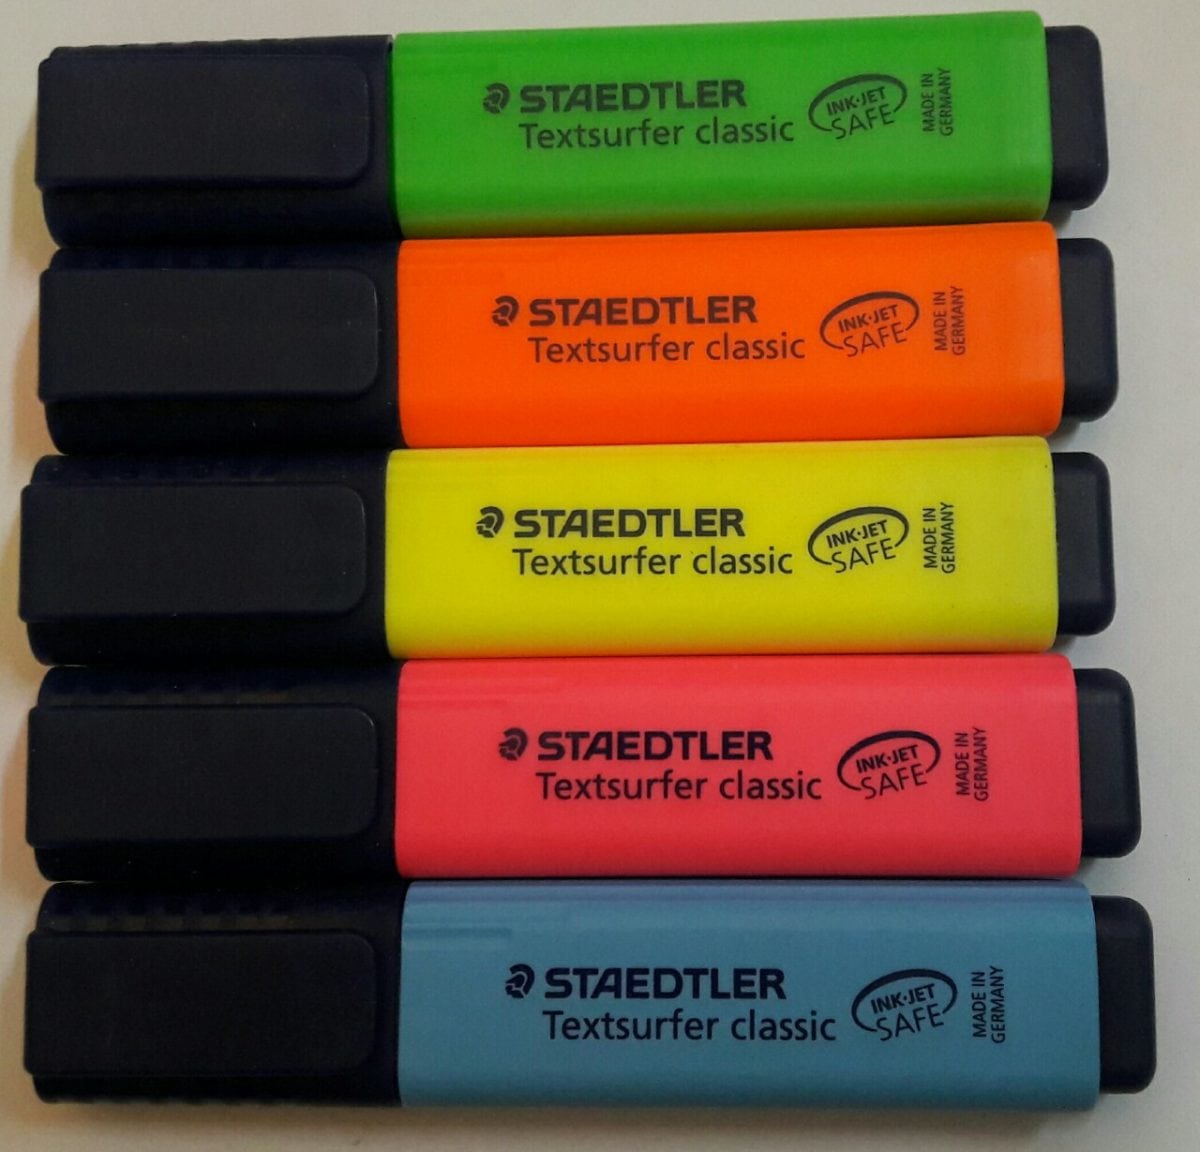 STAEDTLER
Textsurfer classic
INK-JET
SAFE
MADE IN
GERMANY
STAEDTLER
Textsurfer classic
INK-JET
SAFE
MADE IN
GERMANY
STAEDTLER
Textsurfer classic
INK-JET
SAFE
MADE IN
GERMANY
STAEDTLER
Textsurfer classic
INK-JET
SAFE
MADE IN
GERMANY
STAEDTLER
Textsurfer classic
INK-JET
SAFE
MADE IN
GERMANY